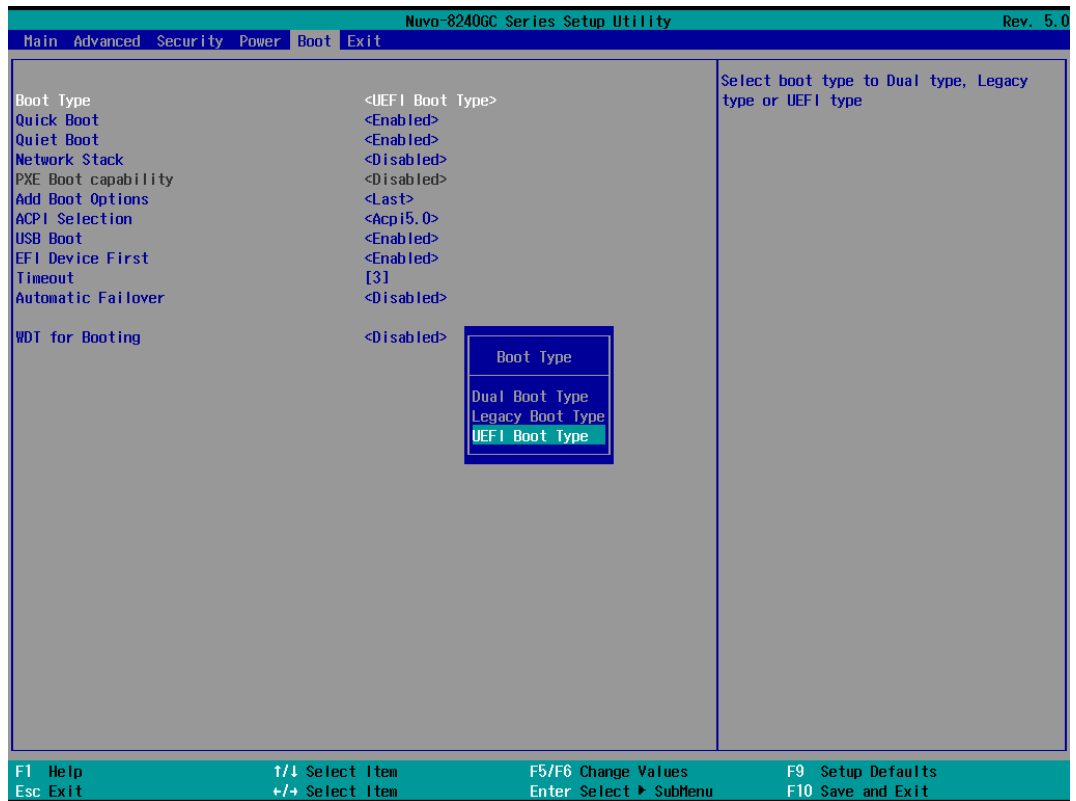 Nuvo-8240GC Series Setup Utility Rev. 5.0
Main Advanced Security Power Boot Exit
Select boot type to Dual type, Legacy
type or UEFI type
Boot Type <UEFI Boot Type>
Quick Boot <Enabled>
Quiet Boot <Enabled>
Network Stack <Disabled>
PXE Boot capability <Disabled>
Add Boot Options <Last>
ACPI Selection <Acpi5.0>
USB Boot <Enabled>
EFI Device First <Enabled>
Timeout [3]
Automatic Failover <Disabled>
WDT for Booting <Disabled>
Boot Type
Dual Boot Type
Legacy Boot Type
UEFI Boot Type
F1 Help ↑/↓ Select Item F5/F6 Change Values F9 Setup Defaults
Esc Exit ←/→ Select Item Enter Select ▶ SubMenu F10 Save and Exit